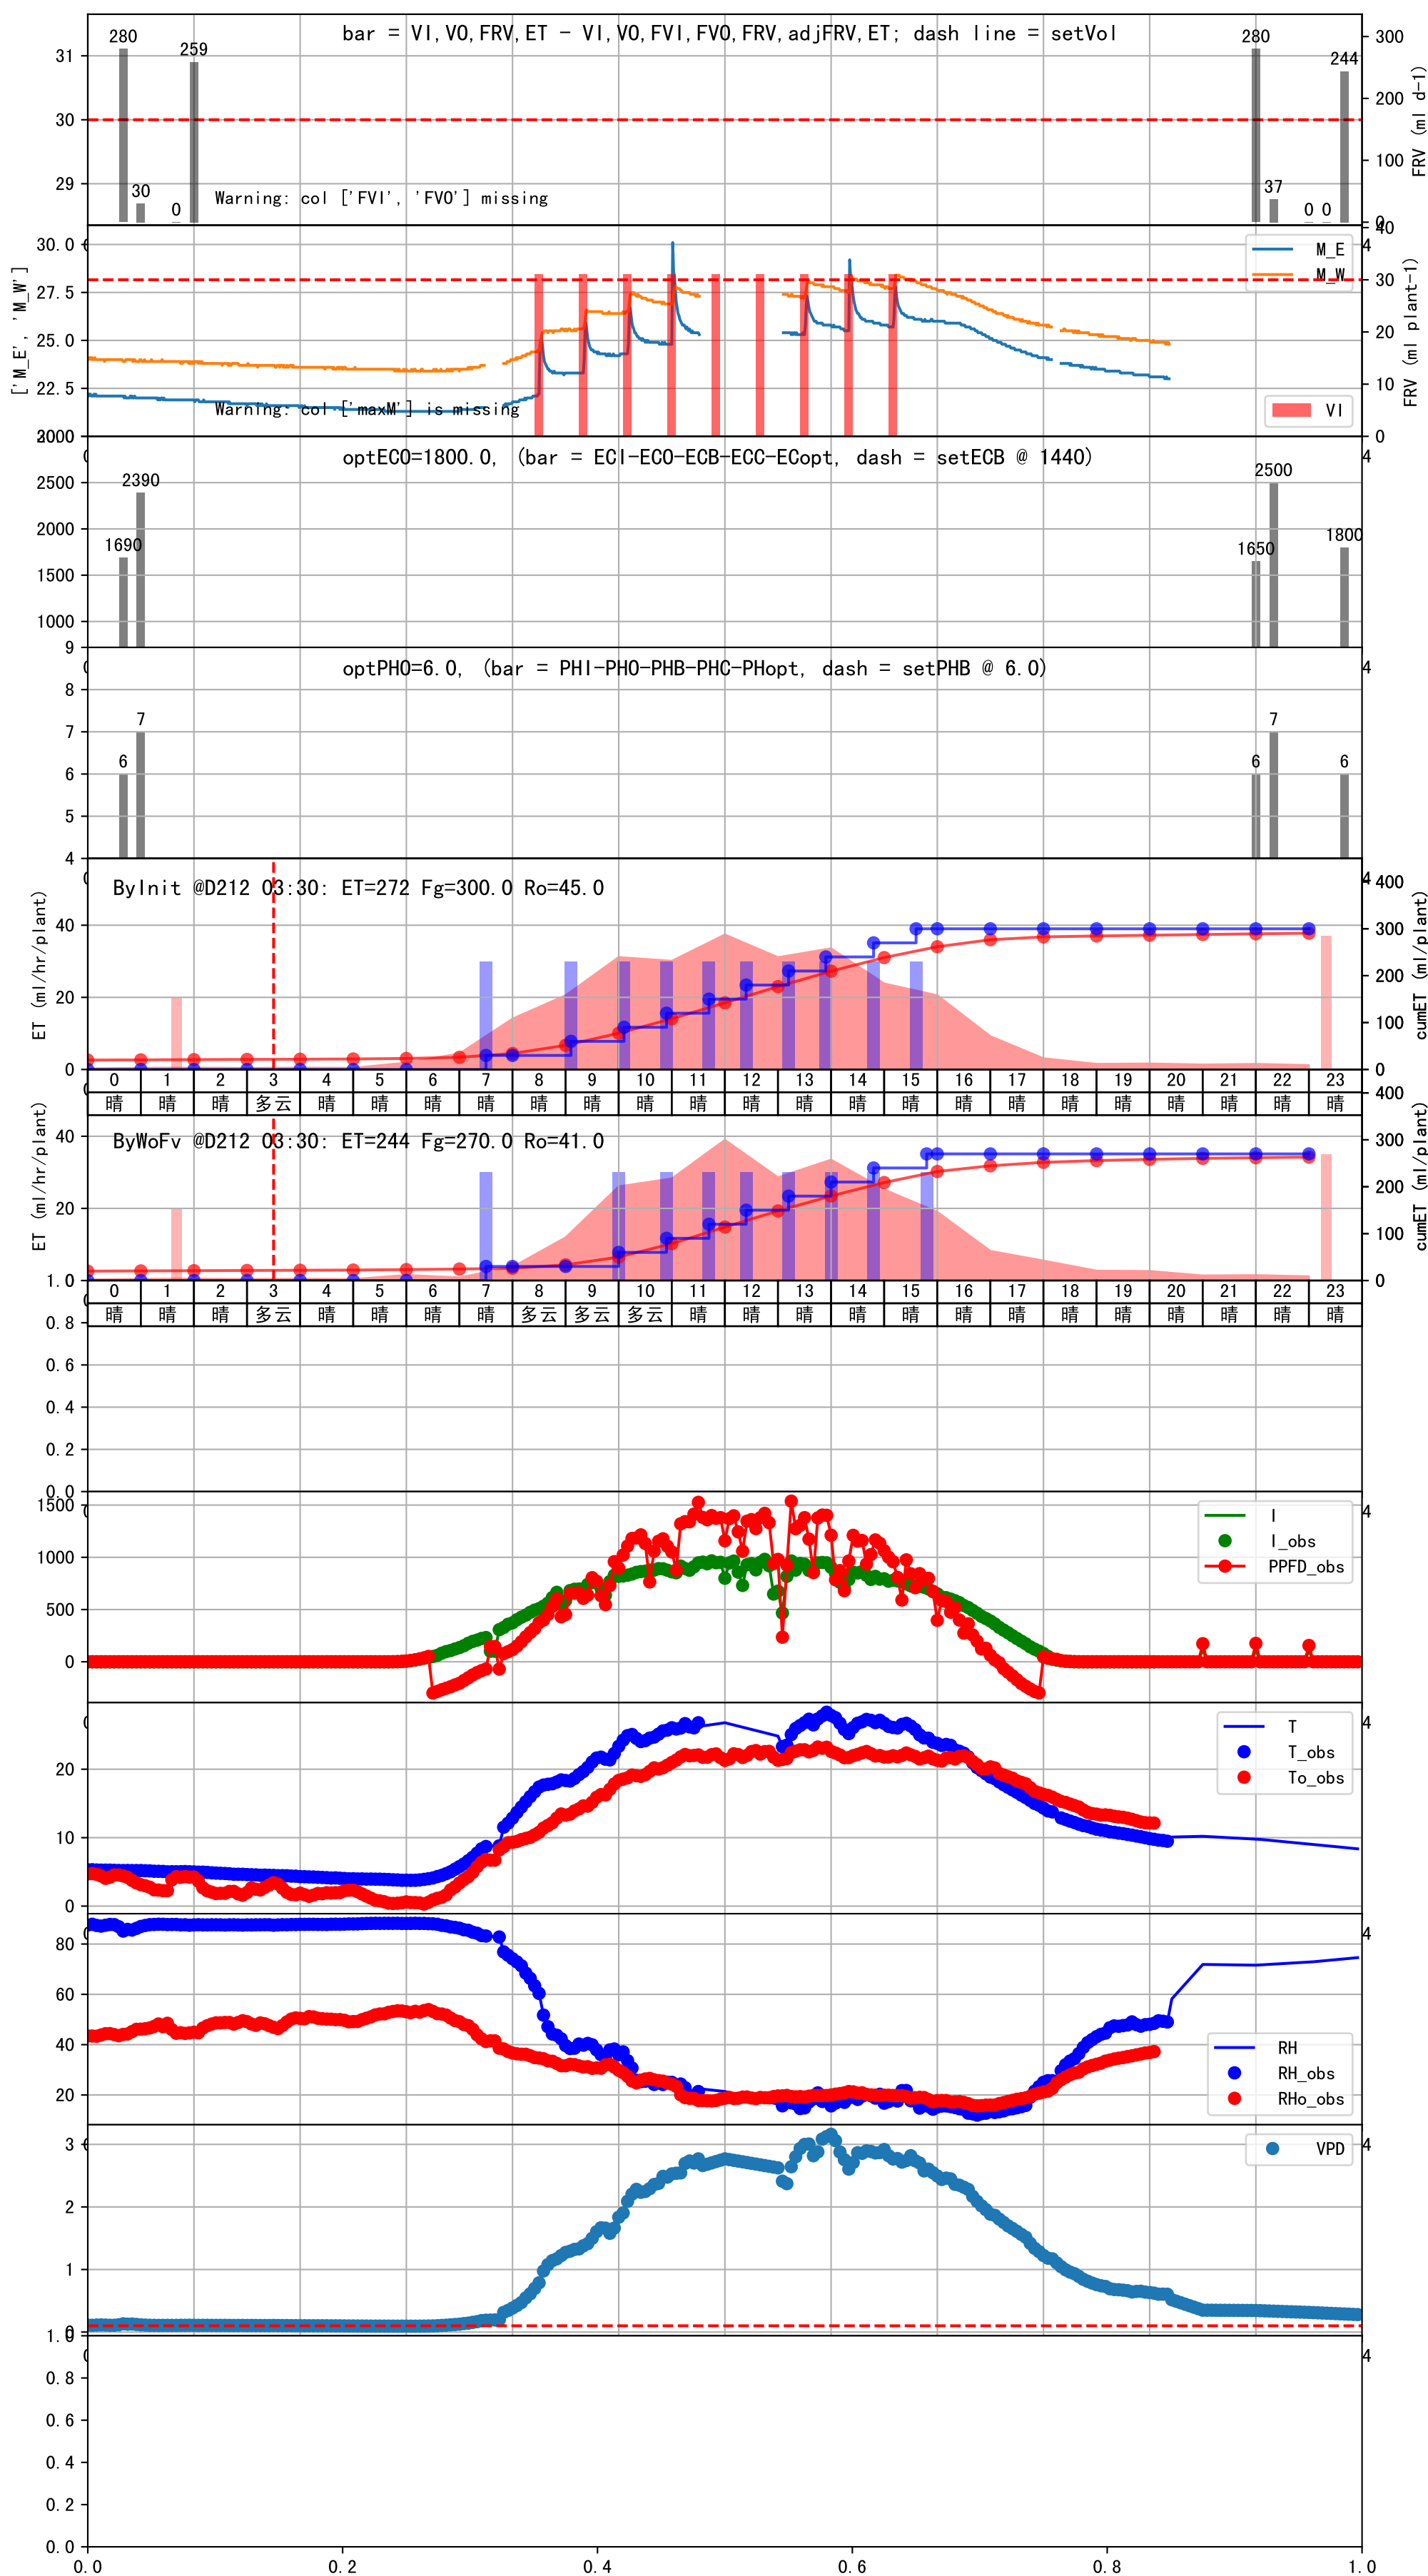 bar = VI,VO,FRV,ET - VI,VO,FVI,FVO,FRV,adjFRV,ET; dash line = setVol
280
259
30
0
280
37
0 0
244
31
30
29
300
200
100
0
FRV (ml d-1)
Warning: col ['FVI', 'FVO'] missing
['M_E', 'M_W']
30.0
27.5
25.0
22.5
40
30
20
10
0
FRV (ml plant-1)
M_E
M_W
VI
Warning: col ['maxM'] is missing
optECO=1800.0, (bar = ECI-ECO-ECB-ECC-ECopt, dash = setECB @ 1440)
2500
2000
1500
1000
1690
2390
1650
2500
1800
optPHO=6.0, (bar = PHI-PHO-PHB-PHC-PHopt, dash = setPHB @ 6.0)
9
8
7
6
5
4
6
7
6
7
6
ByInit @D212 03:30: ET=272 Fg=300.0 Ro=45.0
ET (ml/hr/plant)
40
20
0
400
300
200
100
0
cumET (ml/plant)
0 1 2 3 4 5 6 7 8 9 10 11 12 13 14 15 16 17 18 19 20 21 22 23
晴 晴 晴 多云 晴 晴 晴 晴 晴 晴 晴 晴 晴 晴 晴 晴 晴 晴 晴 晴 晴 晴 晴 晴
ByWoFv @D212 03:30: ET=244 Fg=270.0 Ro=41.0
ET (ml/hr/plant)
40
20
400
300
200
100
0
cumET (ml/plant)
0 1 2 3 4 5 6 7 8 9 10 11 12 13 14 15 16 17 18 19 20 21 22 23
晴 晴 晴 多云 晴 晴 晴 晴 多云 多云 多云 晴 晴 晴 晴 晴 晴 晴 晴 晴 晴 晴 晴 晴
1.0
0.8
0.6
0.4
0.2
0.0
1500
1000
500
0
I
I_obs
PPFD_obs
20
10
0
T
T_obs
To_obs
80
60
40
20
RH
RH_obs
RHo_obs
3
2
1
0
VPD
1.0
0.8
0.6
0.4
0.2
0.0
0.0 0.2 0.4 0.6 0.8 1.0